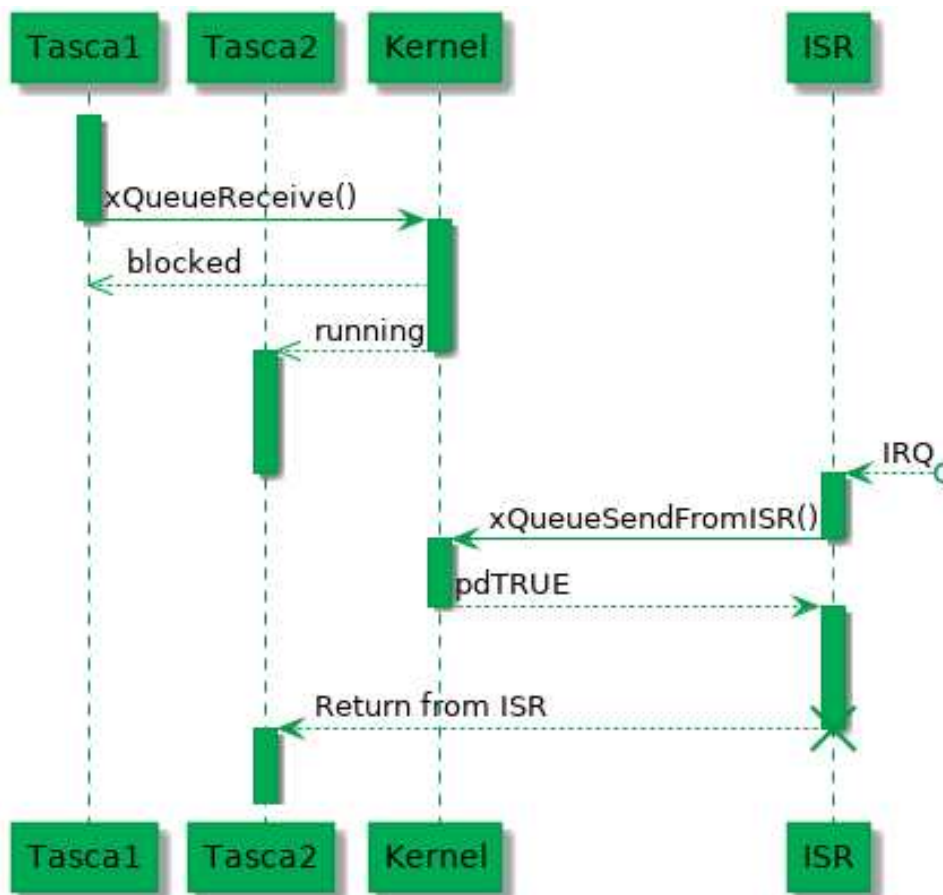 Tasca1 Tasca2 Kernel ISR
xQueueReceive()
blocked
running
IRQ
xQueueSendFromISR()
pdTRUE
Return from ISR
Tasca1 Tasca2 Kernel ISR